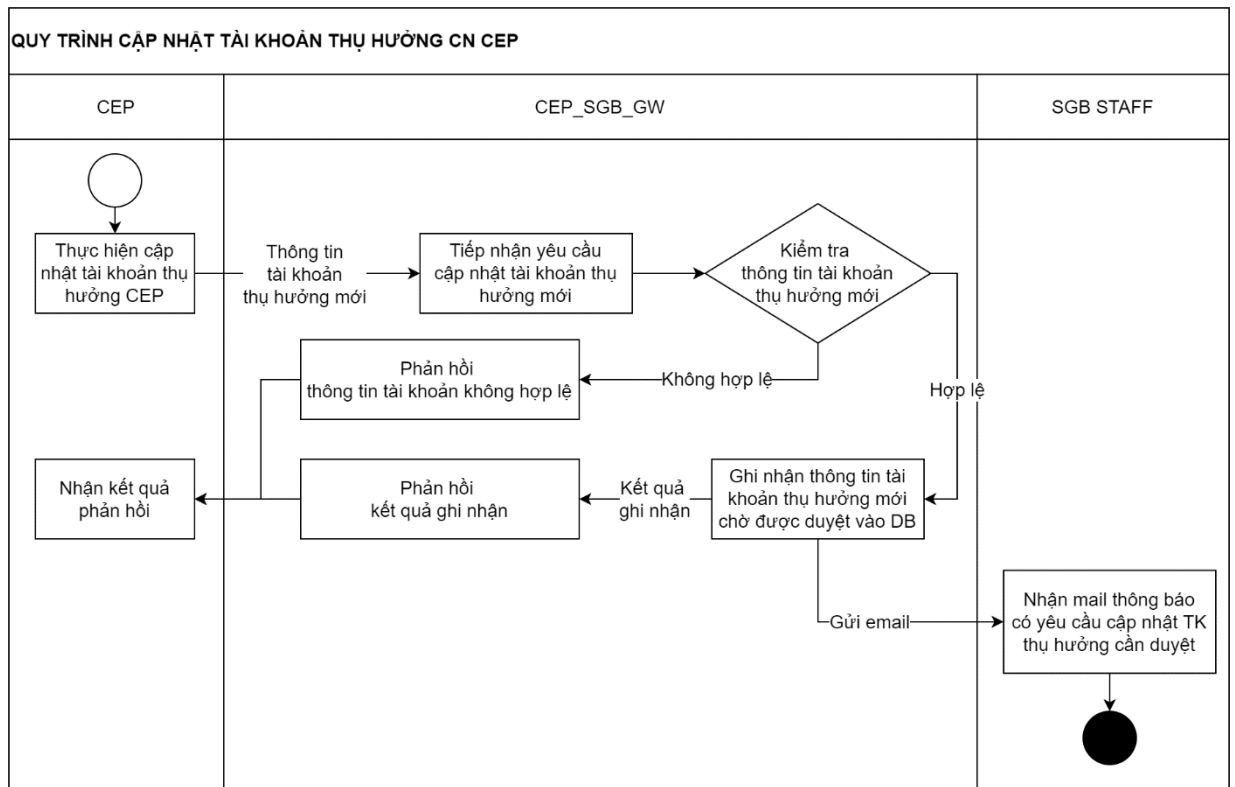 QUY TRÌNH CẬP NHẬT TÀI KHOẢN THỤ HƯỞNG CN CEP
CEP
CEP_SGB_GW
SGB STAFF
Thực hiện cập
nhật tài khoản thụ
hưởng CEP
Thông tin
tài khoản
thụ hưởng mới
Tiếp nhận yêu cầu
cập nhật tài khoản thụ
hưởng mới
Kiểm tra
thông tin tài khoản
thụ hưởng mới
Phản hồi
thông tin tài khoản không hợp lệ
Không hợp lệ
Hợp lệ
Nhận kết quả
phản hồi
Phản hồi
kết quả ghi nhận
Kết quả
ghi nhận
Ghi nhận thông tin tài
khoản thụ hưởng mới
chờ được duyệt vào DB
Gửi email
Nhận mail thông báo
có yêu cầu cập nhật TK
thụ hưởng cần duyệt